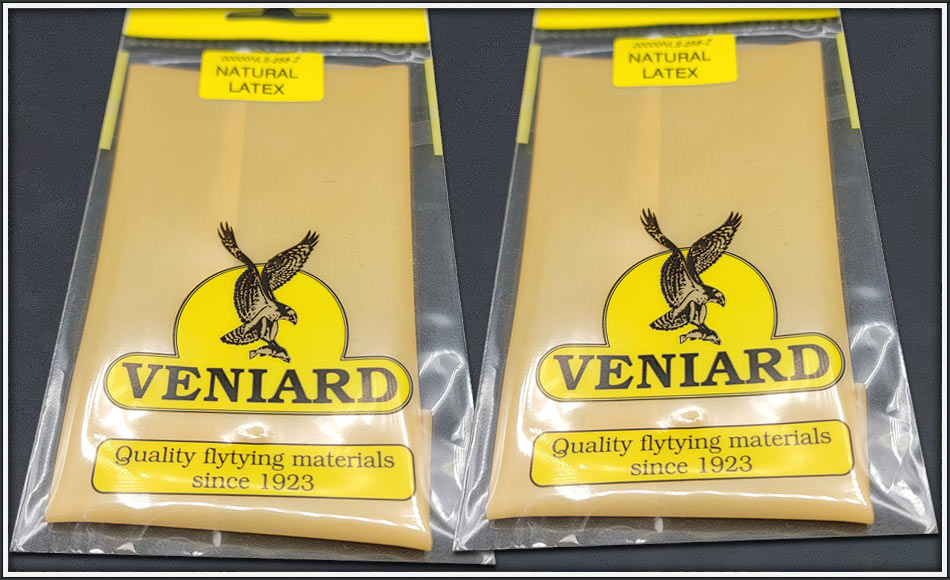 NATURAL
LATEX
VENIARD
Quality flytying materials
since 1923
NATURAL
LATEX
VENIARD
Quality flytying materials
since 1923